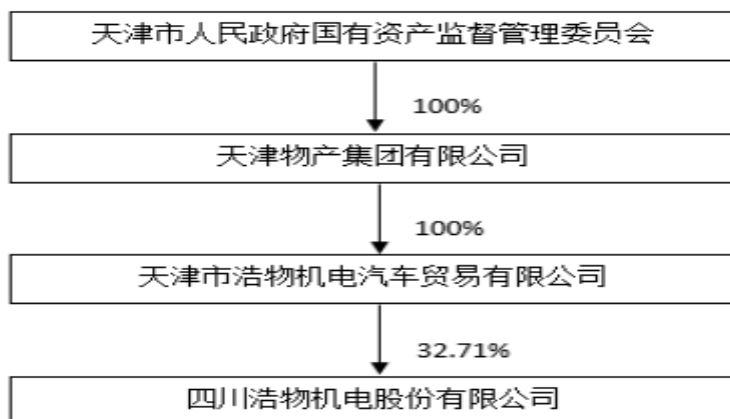 天津市人民政府国有资产监督管理委员会
100%
天津物产集团有限公司
100%
天津市浩物机电汽车贸易有限公司
32.71%
四川浩物机电股份有限公司